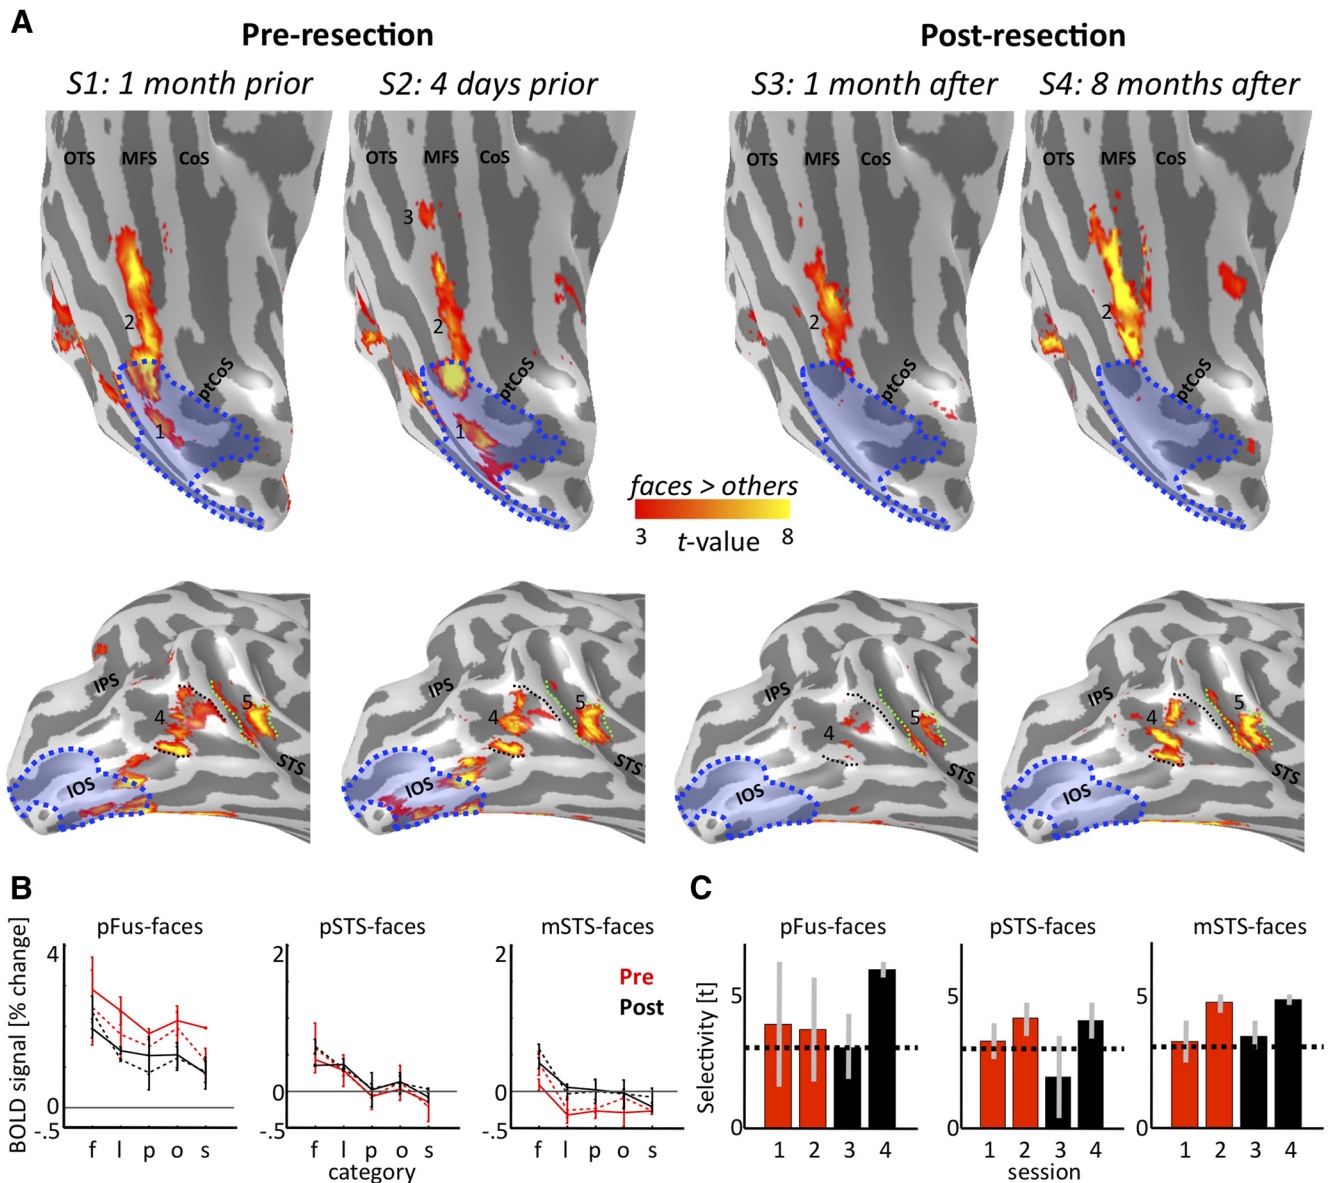 A
Pre-resection
Post-resection
S1: 1 month prior
S2: 4 days prior
S3: 1 month after
S4: 8 months after
OTS MFS CoS
OTS MFS CoS
OTS MFS CoS
OTS MFS CoS
3
2
2
2
2
ptCoS
ptCoS
ptCoS
ptCoS
1
1
faces > others
3 8
t-value
IPS
4
5
STS
IOS
IPS
4
5
STS
IOS
IPS
4
5
STS
IOS
IPS
4
5
STS
IOS
B
pFus-faces
pSTS-faces
mSTS-faces
BOLD signal [% change]
4
0
-.5
2
0
-.5
2
0
-.5
Pre
Post
f l p o s
f l p o s
f l p o s
category
C
pFus-faces
pSTS-faces
mSTS-faces
Selectivity [t]
5
0
5
0
5
0
1 2 3 4
1 2 3 4
1 2 3 4
session